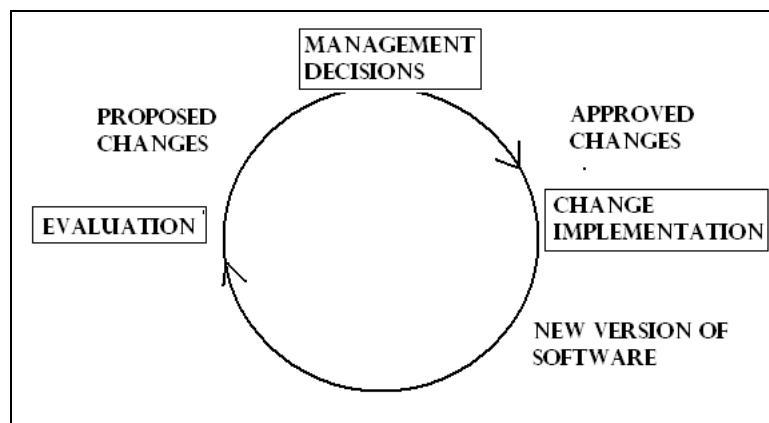 MANAGEMENT
DECISIONS
PROPOSED
CHANGES
APPROVED
CHANGES
EVALUATION
CHANGE
IMPLEMENTATION
NEW VERSION OF
SOFTWARE